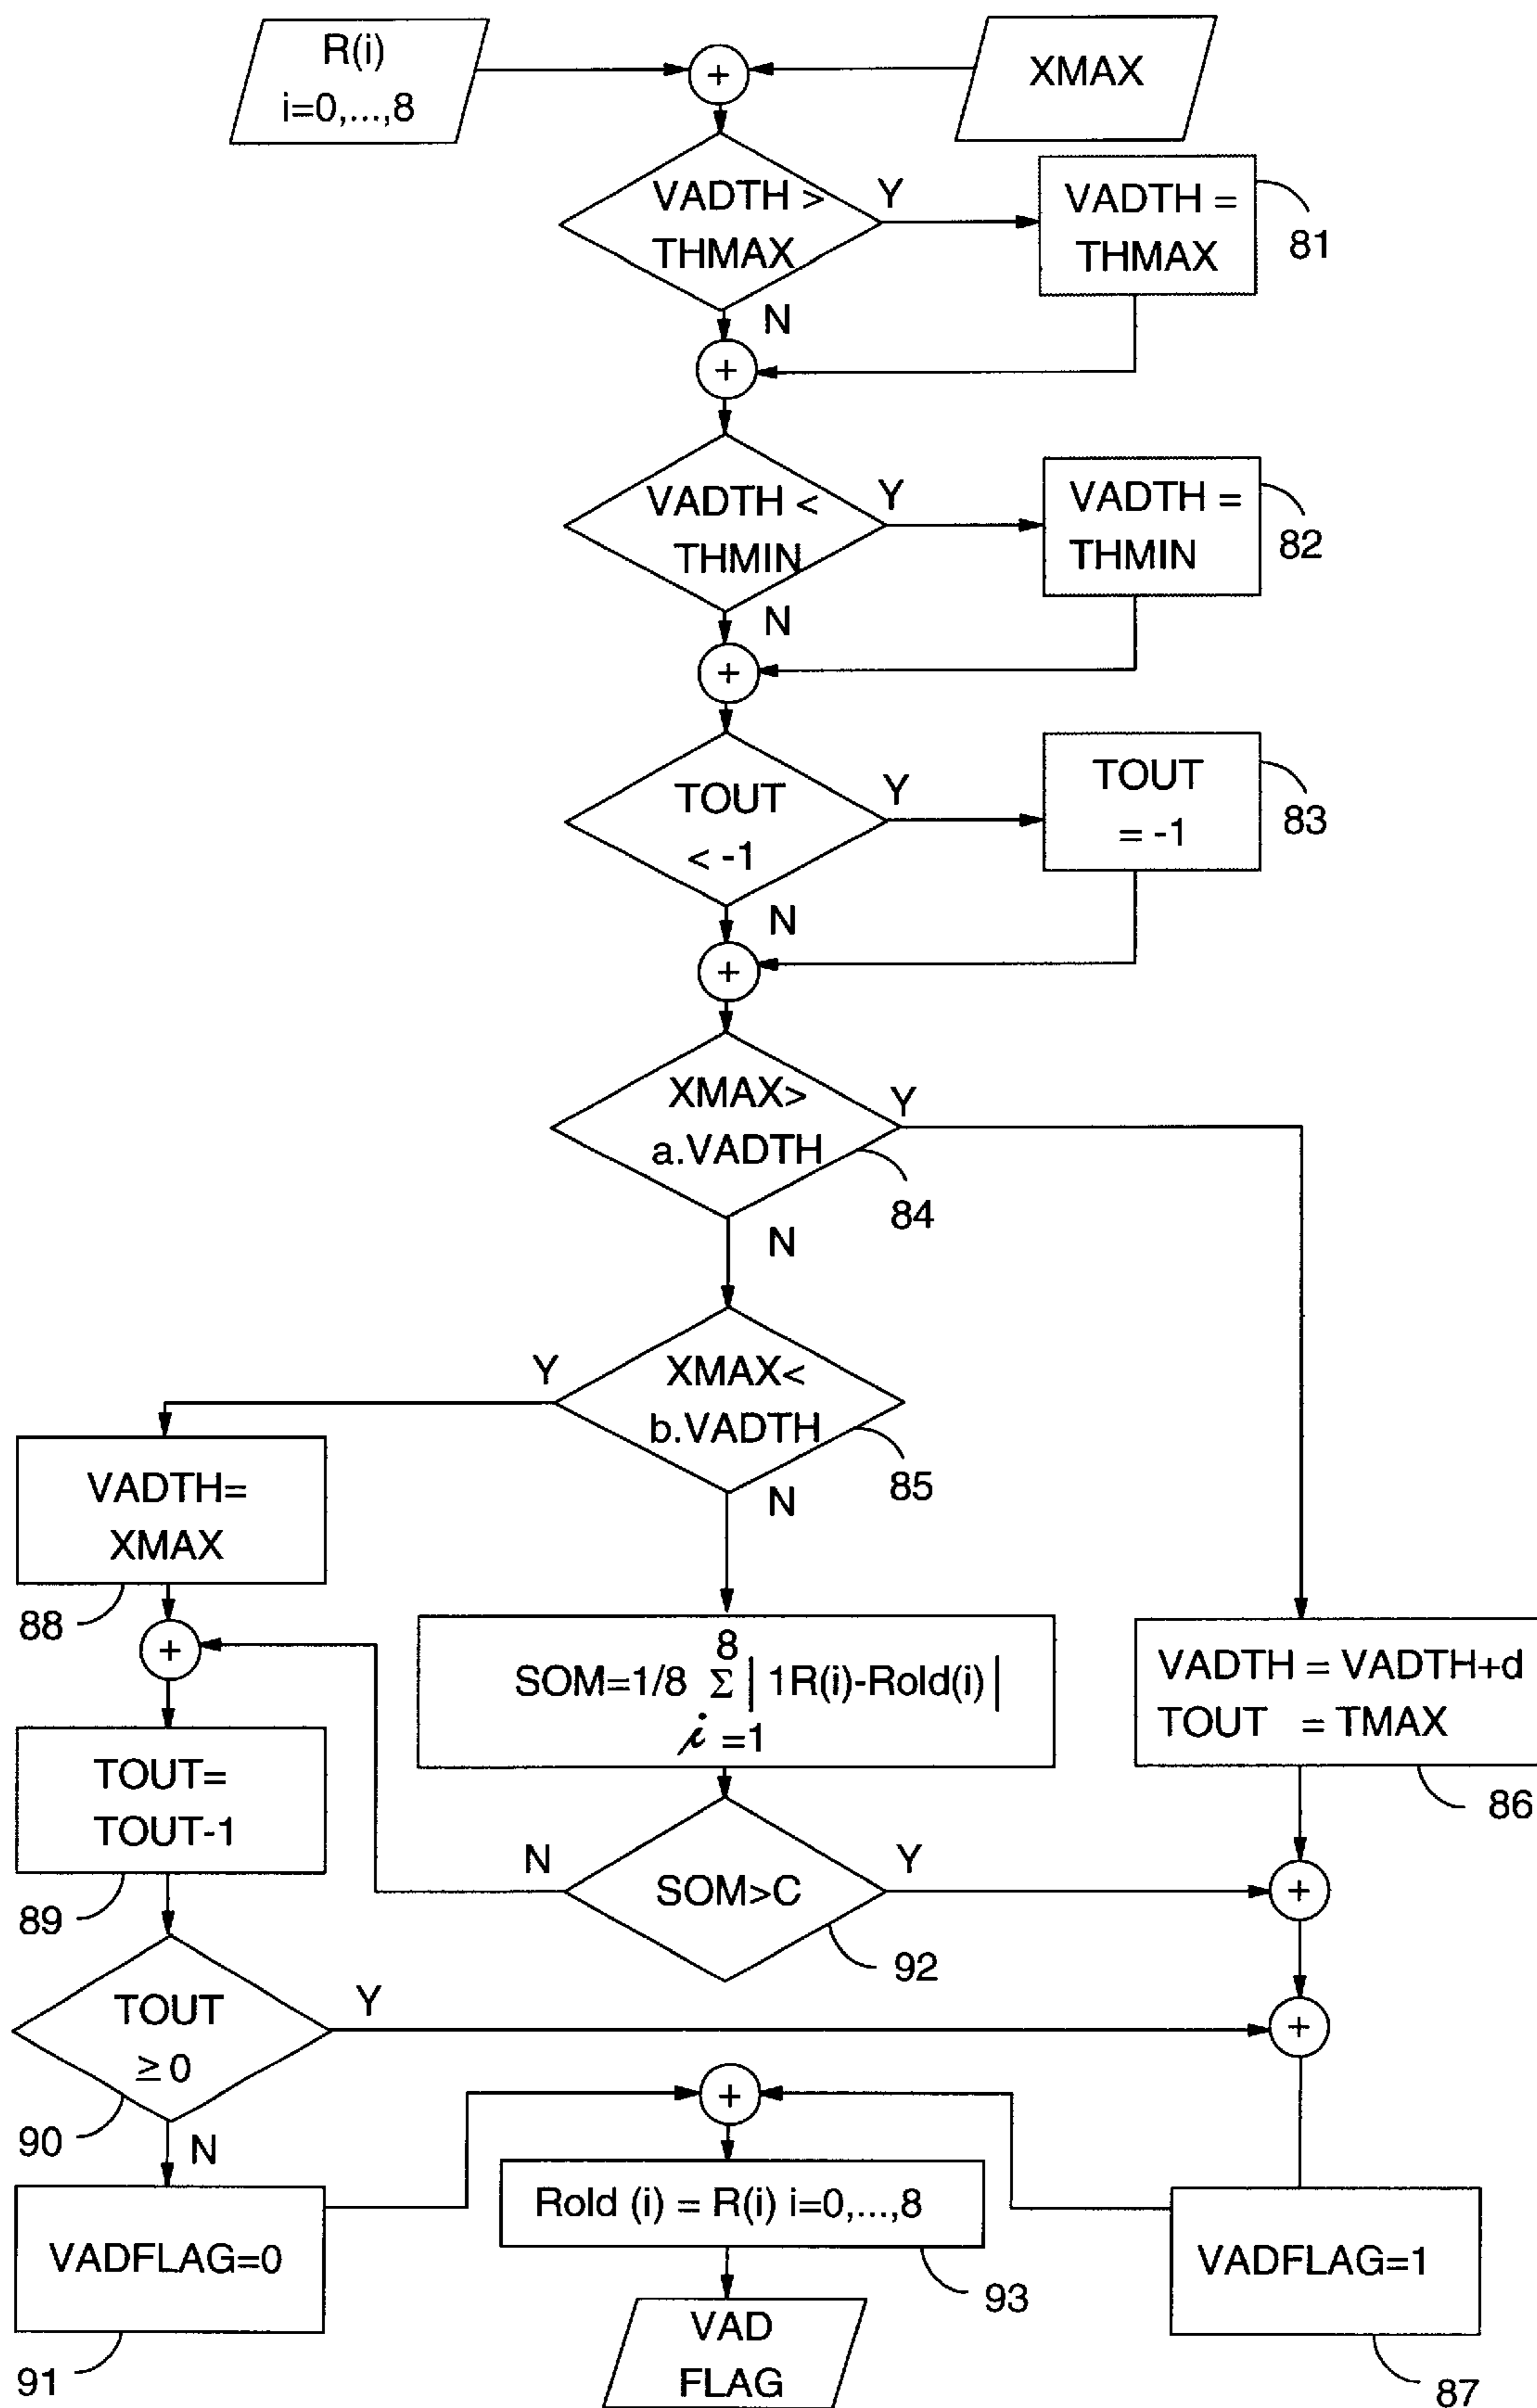 R(i)
i=0,...,8
+
XMAX
VADTH >
THMAX
Y
VADTH =
THMAX
81
N
+
VADTH <
THMIN
Y
VADTH =
THMIN
82
N
+
TOUT
< -1
Y
TOUT
= -1
83
N
+
XMAX>
a.VADTH
Y
84
N
XMAX<
b.VADTH
Y
85
N
VADTH=
XMAX
88
+
8
SOM=1/8 Σ| 1R(i)-Rold(i)|
i =1
VADTH = VADTH+d
TOUT = TMAX
86
TOUT=
TOUT-1
89
N
SOM>C
Y
92
+
TOUT
≥ 0
Y
90
N
+
+
Rold (i) = R(i) i=0,...,8
93
VADFLAG=0
91
VADFLAG=1
87
VAD
FLAG